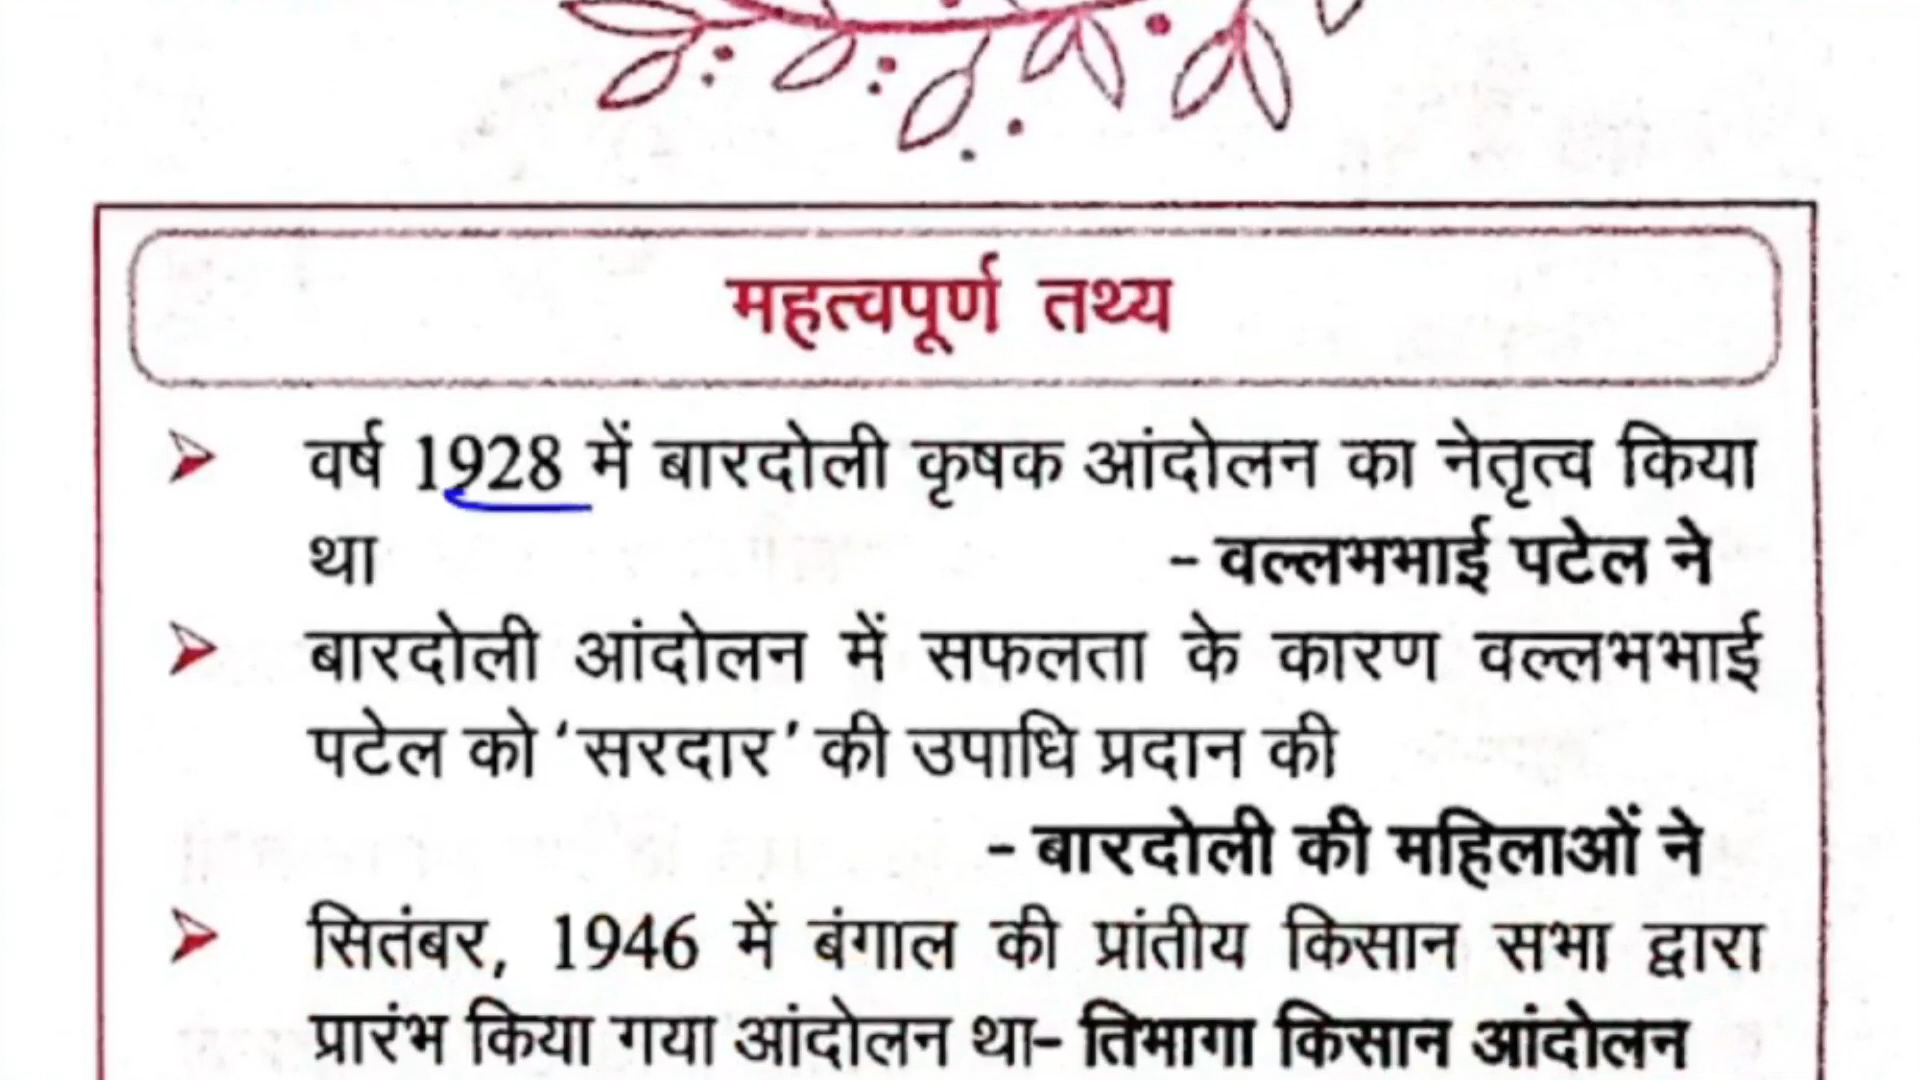 महत्वपूर्ण तथ्य
वर्ष 1928 में बारदोली कृषक आंदोलन का नेतृत्व किया
था - वल्लभभाई पटेल ने
बारदोली आंदोलन में सफलता के कारण वल्लभभाई
पटेल को ‘सरदार’ की उपाधि प्रदान की
- बारदोली की महिलाओं ने
सितंबर, 1946 में बंगाल की प्रांतीय किसान सभा द्वारा
प्रारंभ किया गया आंदोलन था- तिभागा किसान आंदोलन